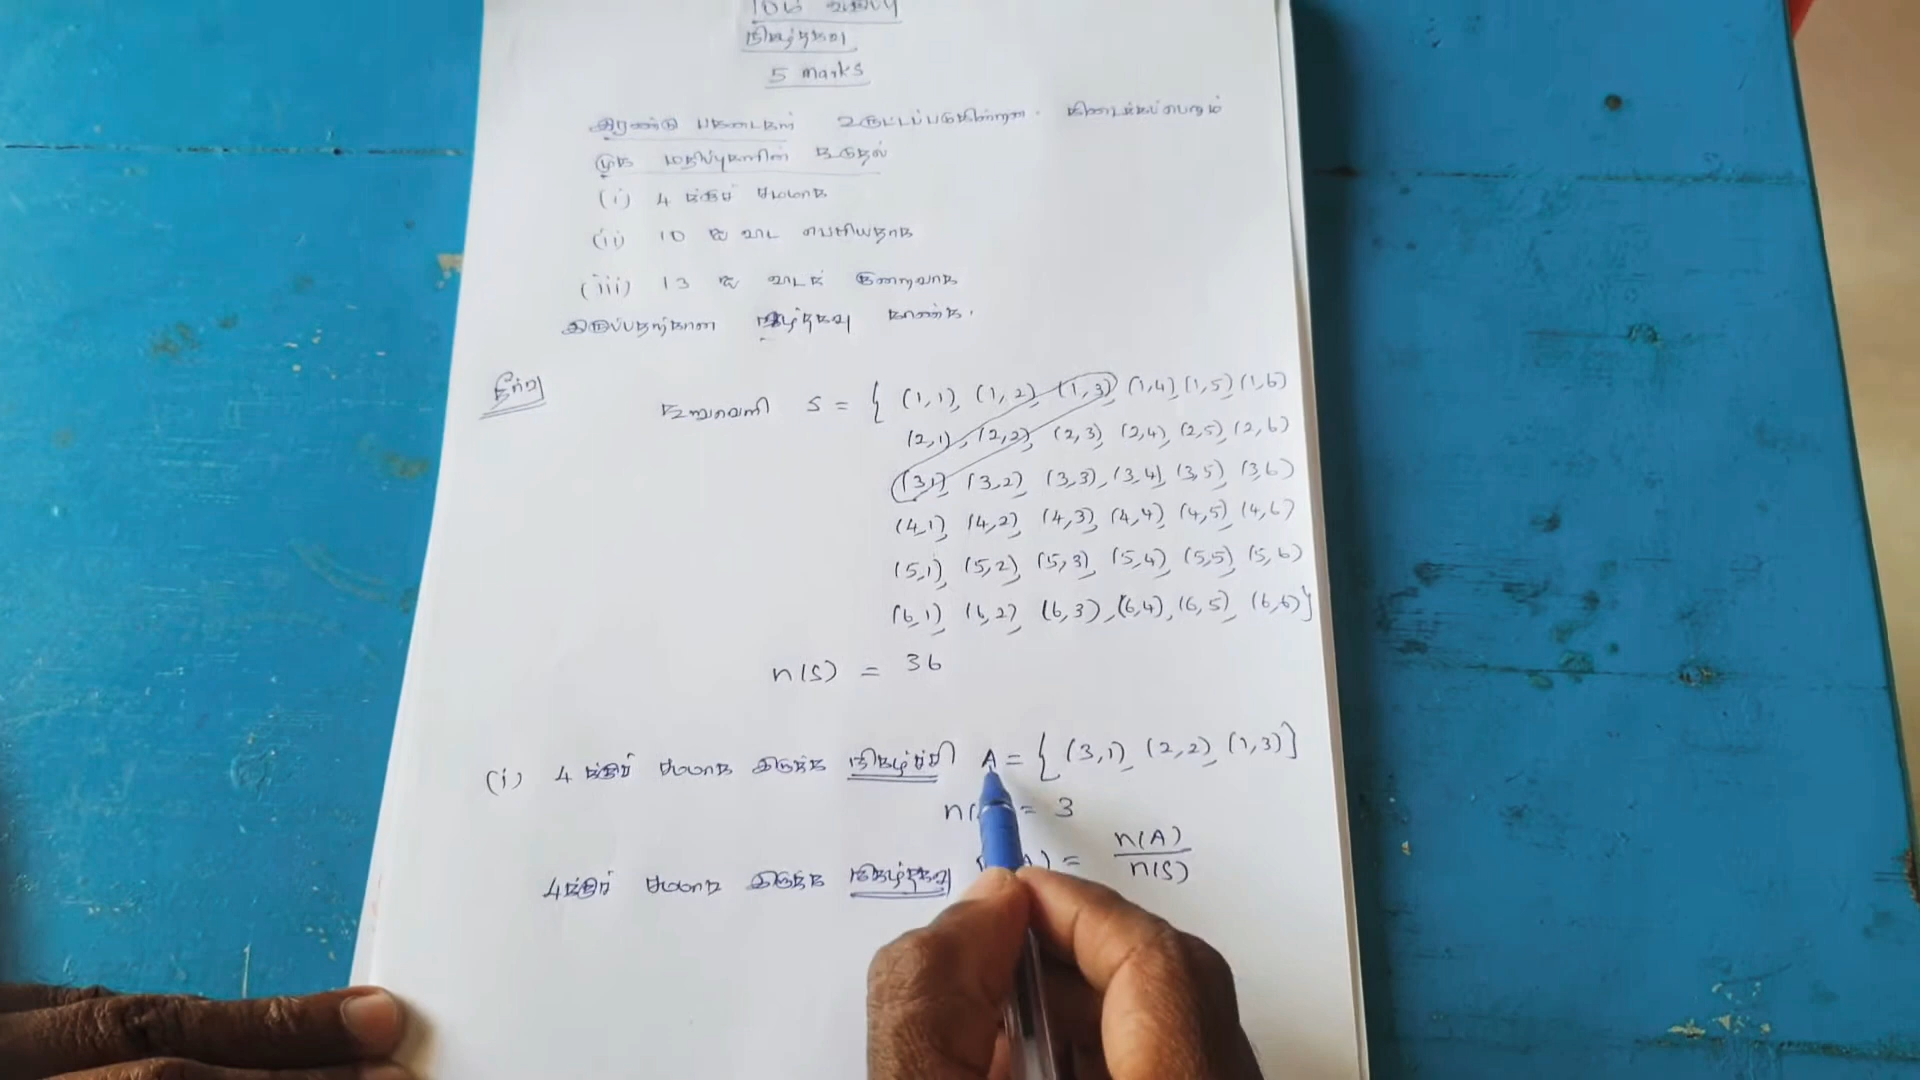 10ம் வகுப்பு
நிகழ்தகவு
5 marks
இரண்டு பகடைகள் உருட்டப்படுகின்றன. கிடைக்கப்பெறும்
முக மதிப்புகளின் கூடுதல்
(i) 4 க்குச் சமமாக
(ii) 10 ஐ விட பெரியதாக
(iii) 13 ஐ விடக் குறைவாக
இருப்பதற்கான நிகழ்தகவு காண்க.
தீர்வு
கூறுவெளி S = { (1,1), (1,2), (1,3), (1,4), (1,5), (1,6)
(2,1), (2,2), (2,3), (2,4), (2,5), (2,6)
(3,1), (3,2), (3,3), (3,4), (3,5), (3,6)
(4,1), (4,2), (4,3), (4,4), (4,5), (4,6)
(5,1), (5,2), (5,3), (5,4), (5,5), (5,6)
(6,1), (6,2), (6,3), (6,4), (6,5), (6,6)}
n(S) = 36
(i) 4 க்குச் சமமாக இருக்க நிகழ்ச்சி A = { (3,1), (2,2), (1,3)}
n( = 3
4க்குச் சமமாக இருக்க நிகழ்தகவு A) = n(A)/n(S)